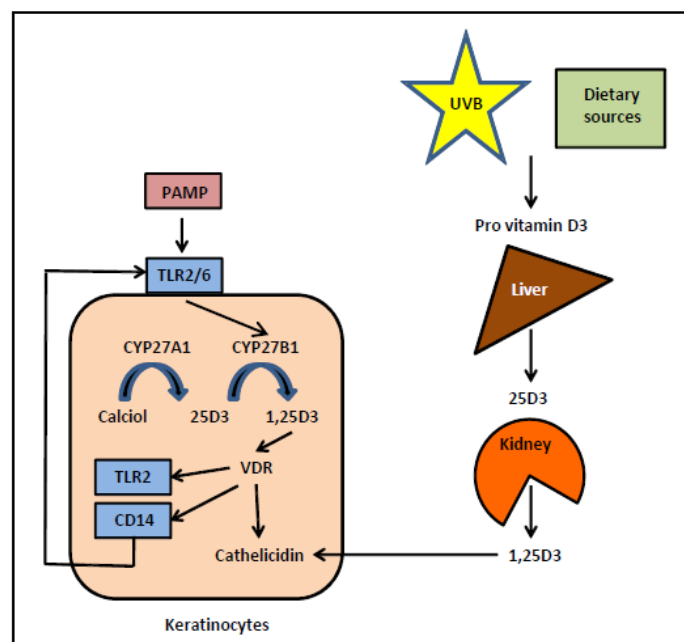 UVB
Dietary
sources
PAMP
Pro vitamin D3
TLR2/6
Liver
CYP27A1
CYP27B1
Calciol
25D3
1,25D3
25D3
Kidney
VDR
TLR2
CD14
Cathelicidin
1,25D3
Keratinocytes